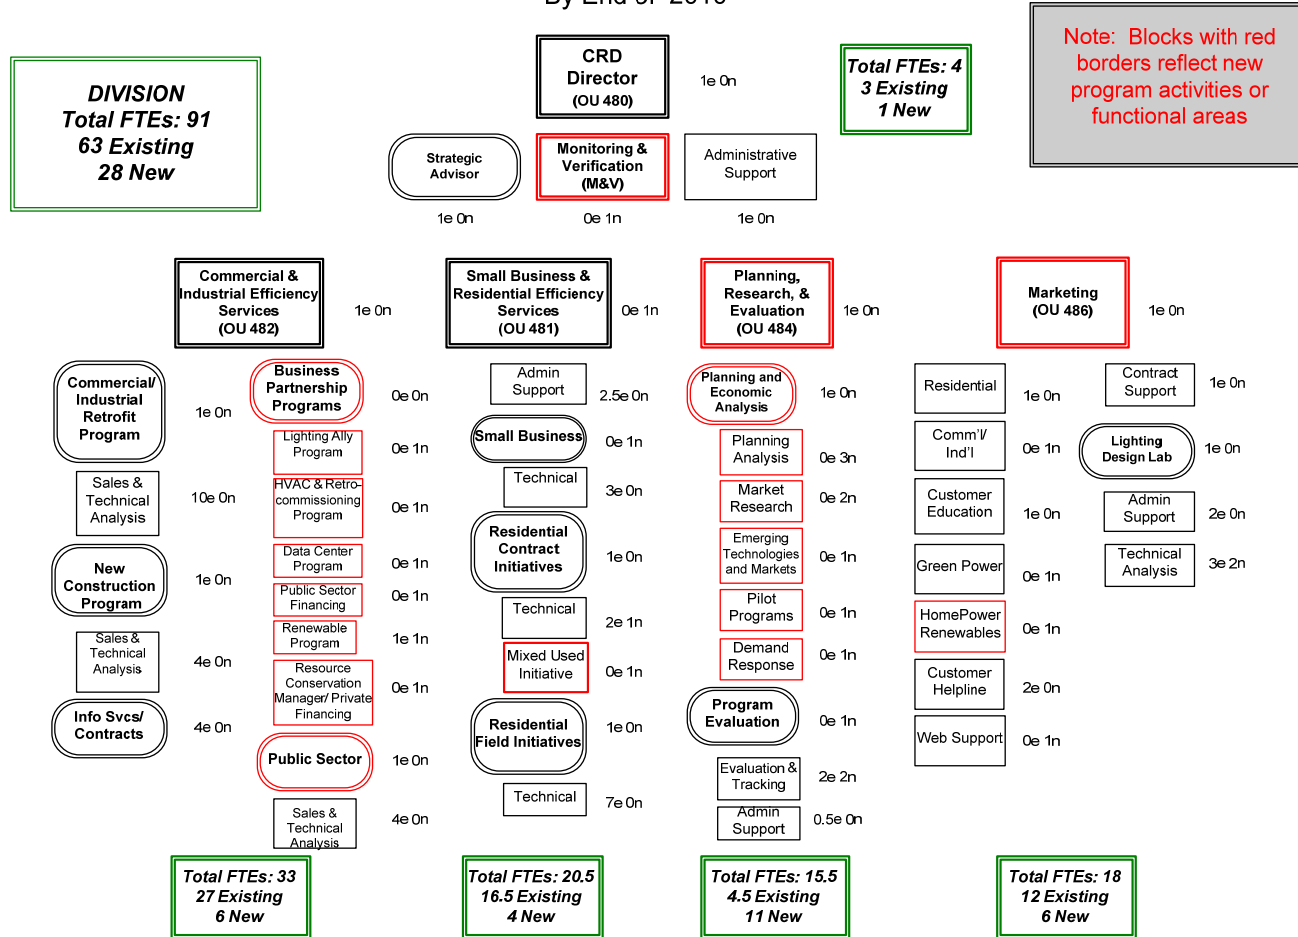 By End of 2010
Note: Blocks with red
borders reflect new
program activities or
functional areas
DIVISION
Total FTEs: 91
63 Existing
28 New
CRD
Director
(OU 480)
1e 0n
Total FTEs: 4
3 Existing
1 New
Strategic
Advisor
1e 0n
Monitoring &
Verification
(M&V)
0e 1n
Administrative
Support
1e 0n
Commercial &
Industrial Efficiency
Services
(OU 482)
1e 0n
Commercial/
Industrial
Retrofit
Program
1e 0n
Sales &
Technical
Analysis
10e 0n
New
Construction
Program
1e 0n
Sales &
Technical
Analysis
4e 0n
Info Svcs/
Contracts
4e 0n
Business
Partnership
Programs
0e 0n
Lighting Ally
Program
0e 1n
HVAC & Retro-
commissioning
Program
0e 1n
Data Center
Program
0e 1n
Public Sector
Financing
0e 1n
Renewable
Program
1e 1n
Resource
Conservation
Manager/ Private
Financing
0e 1n
Public Sector
1e 0n
Sales &
Technical
Analysis
4e 0n
Total FTEs: 33
27 Existing
6 New
Small Business &
Residential Efficiency
Services
(OU 481)
0e 1n
Admin
Support
2.5e 0n
Small Business
0e 1n
Technical
3e 0n
Residential
Contract
Initiatives
1e 0n
Technical
2e 1n
Mixed Used
Initiative
0e 1n
Residential
Field Initiatives
1e 0n
Technical
7e 0n
Total FTEs: 20.5
16.5 Existing
4 New
Planning,
Research, &
Evaluation
(OU 484)
1e 0n
Planning and
Economic
Analysis
1e 0n
Planning
Analysis
0e 3n
Market
Research
0e 2n
Emerging
Technologies
and Markets
0e 1n
Pilot
Programs
0e 1n
Demand
Response
0e 1n
Program
Evaluation
0e 1n
Evaluation &
Tracking
2e 2n
Admin
Support
0.5e 0n
Total FTEs: 15.5
4.5 Existing
11 New
Marketing
(OU 486)
1e 0n
Residential
1e 0n
Comm'l/
Ind'l
0e 1n
Customer
Education
1e 0n
Green Power
0e 1n
HomePower
Renewables
0e 1n
Customer
Helpline
2e 0n
Web Support
0e 1n
Contract
Support
1e 0n
Lighting
Design Lab
1e 0n
Admin
Support
2e 0n
Technical
Analysis
3e 2n
Total FTEs: 18
12 Existing
6 New